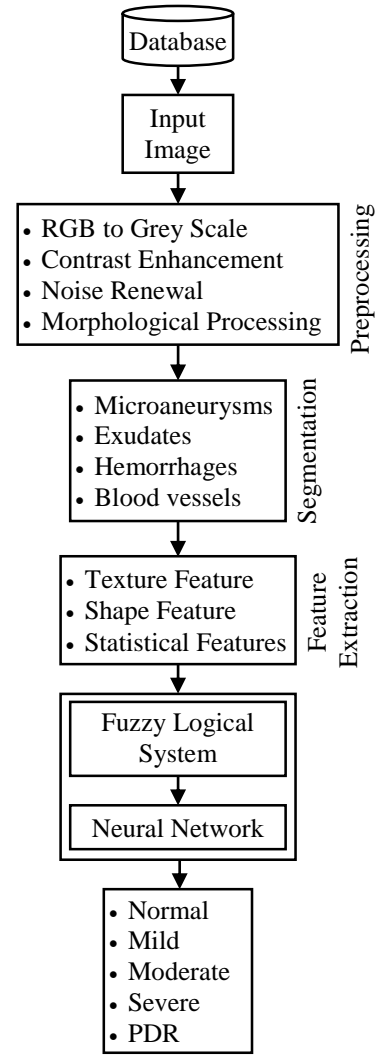 Database
Input
Image
• RGB to Grey Scale
• Contrast Enhancement
• Noise Renewal
• Morphological Processing
Preprocessing
• Microaneurysms
• Exudates
• Hemorrhages
• Blood vessels
Segmentation
• Texture Feature
• Shape Feature
• Statistical Features
Feature
Extraction
Fuzzy Logical
System
Neural Network
• Normal
• Mild
• Moderate
• Severe
• PDR